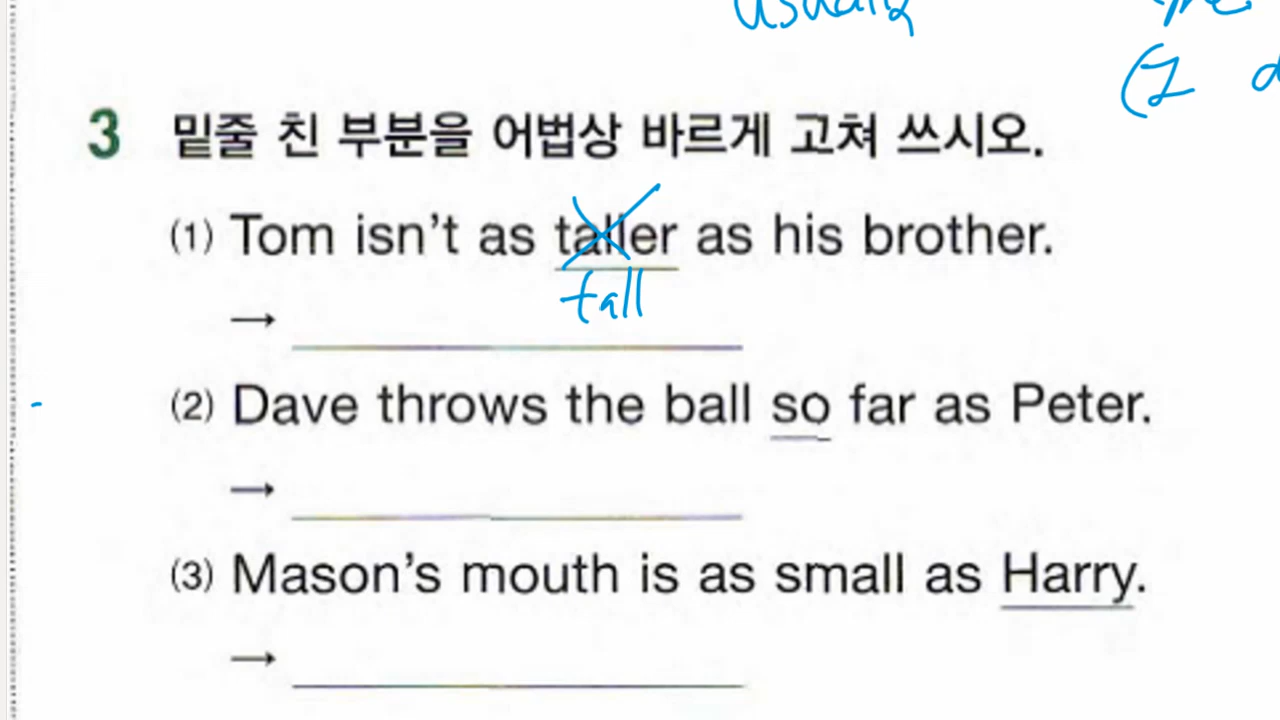 usually
3 밑줄 친 부분을 어법상 바르게 고쳐 쓰시오.
(1) Tom isn't as taller as his brother.
tall
→
(2) Dave throws the ball so far as Peter.
→
(3) Mason's mouth is as small as Harry.
→